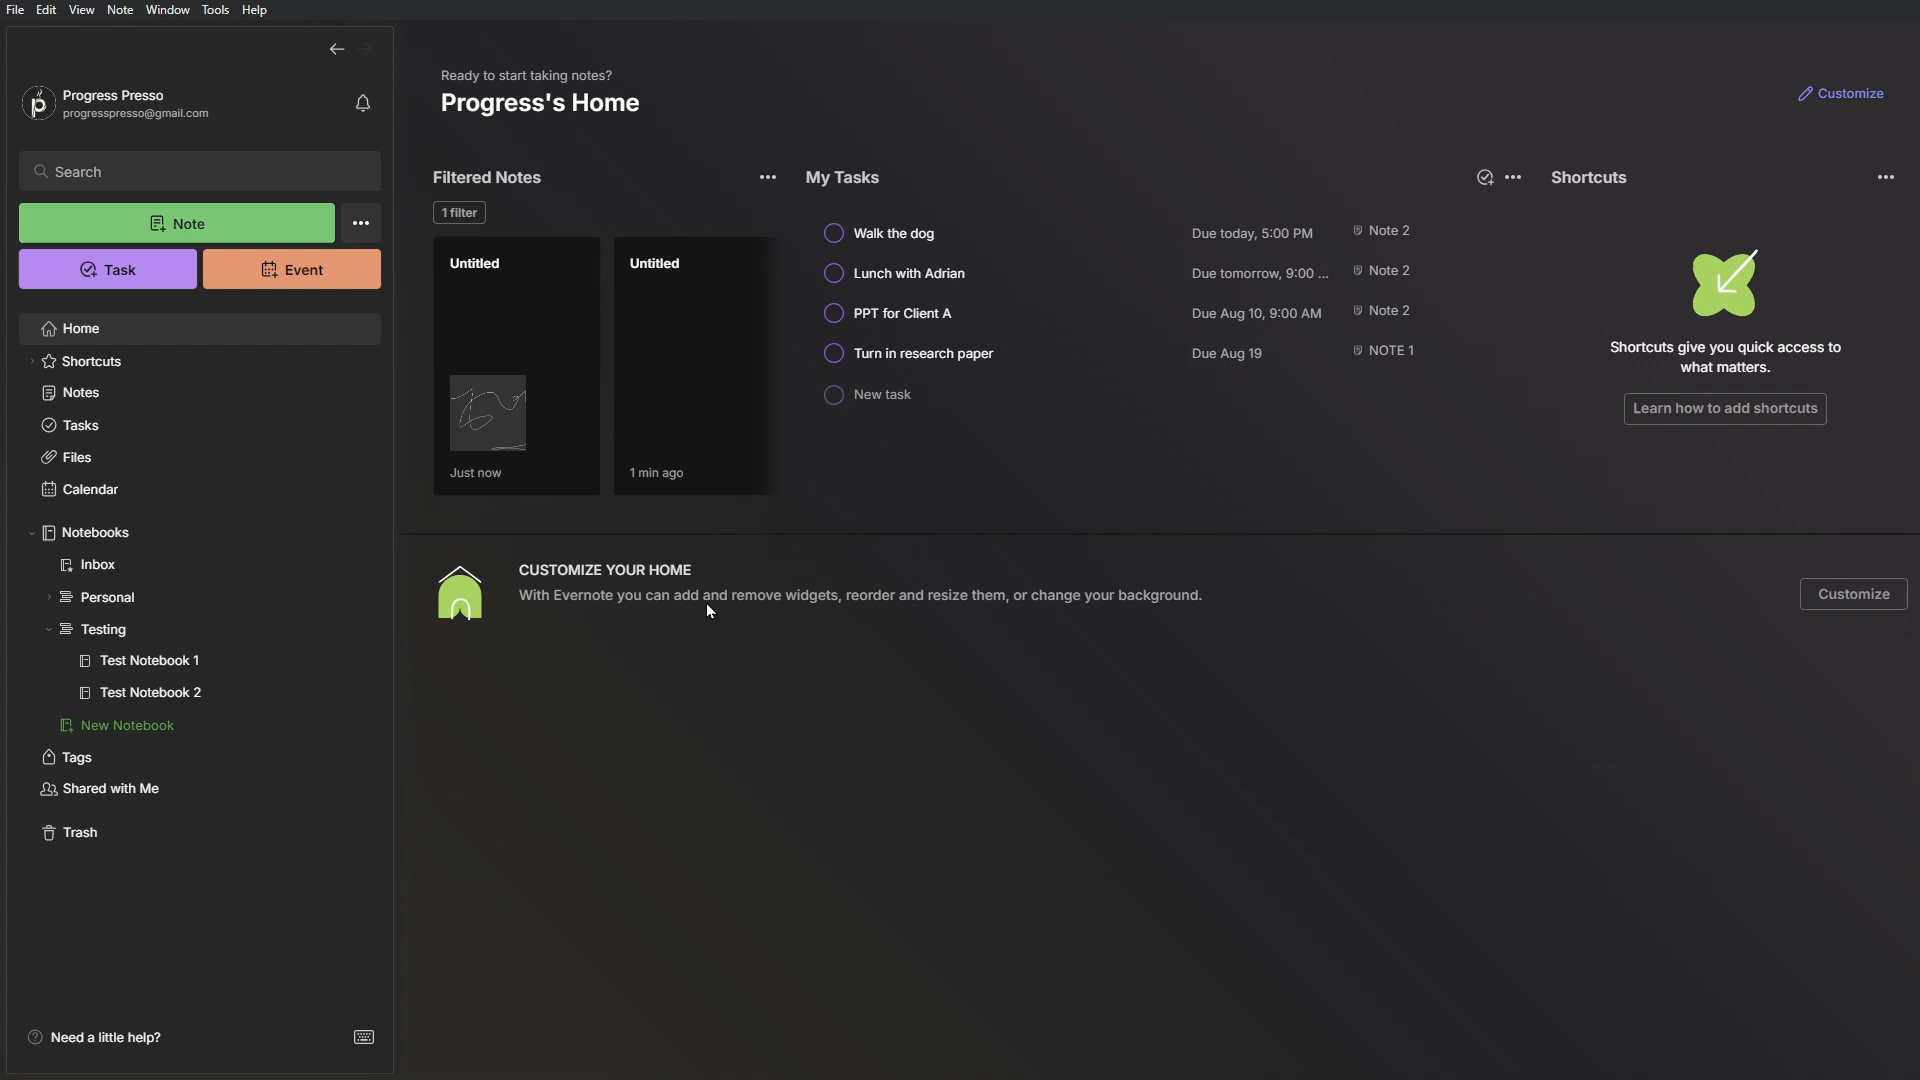 File Edit View Note Window Tools Help
Progress Presso
progresspresso@gmail.com
Search
Note
Task Event
Home
Shortcuts
Notes
Tasks
Files
Calendar
Notebooks
Inbox
Personal
Testing
Test Notebook 1
Test Notebook 2
New Notebook
Tags
Shared with Me
Trash
Need a little help?
Ready to start taking notes?
Progress's Home
Customize
Filtered Notes
1 filter
Untitled
Just now
Untitled
1 min ago
My Tasks
Walk the dog Due today, 5:00 PM Note 2
Lunch with Adrian Due tomorrow, 9:00 ... Note 2
PPT for Client A Due Aug 10, 9:00 AM Note 2
Turn in research paper Due Aug 19 NOTE 1
New task
Shortcuts
Shortcuts give you quick access to
what matters.
Learn how to add shortcuts
CUSTOMIZE YOUR HOME
With Evernote you can add and remove widgets, reorder and resize them, or change your background.
Customize